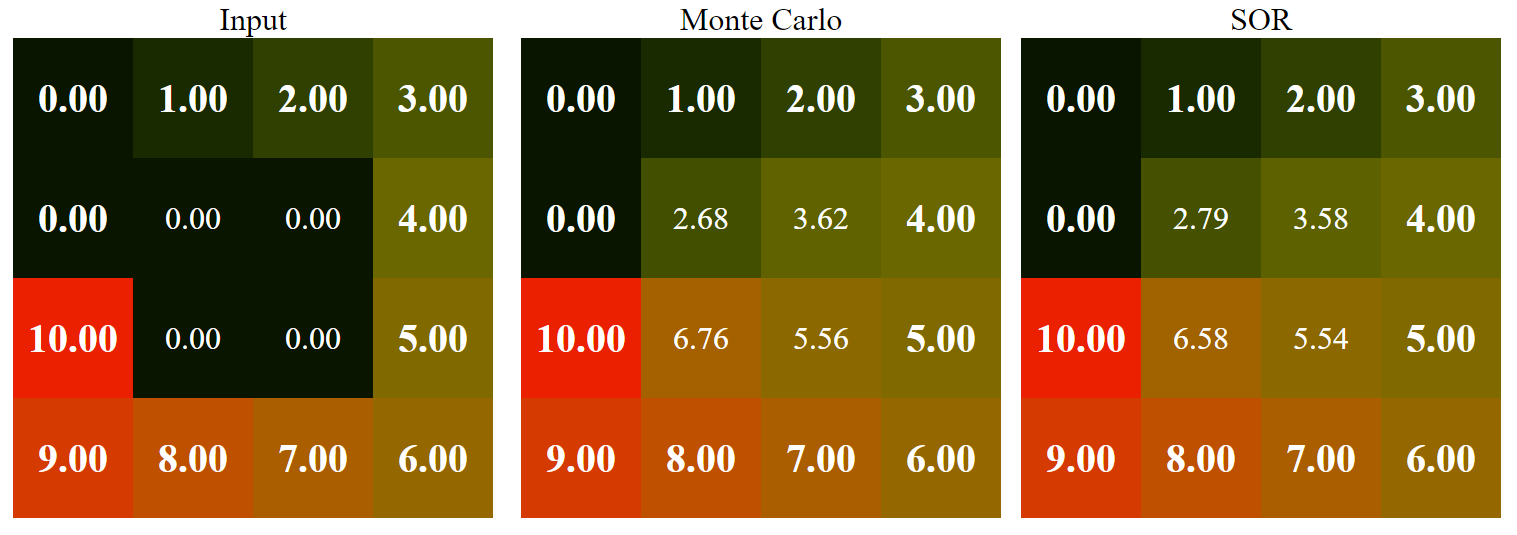 Input Monte Carlo SOR
0.00 1.00 2.00 3.00 0.00 1.00 2.00 3.00 0.00 1.00 2.00 3.00
0.00 0.00 0.00 4.00 0.00 2.68 3.62 4.00 0.00 2.79 3.58 4.00
10.00 0.00 0.00 5.00 10.00 6.76 5.56 5.00 10.00 6.58 5.54 5.00
9.00 8.00 7.00 6.00 9.00 8.00 7.00 6.00 9.00 8.00 7.00 6.00